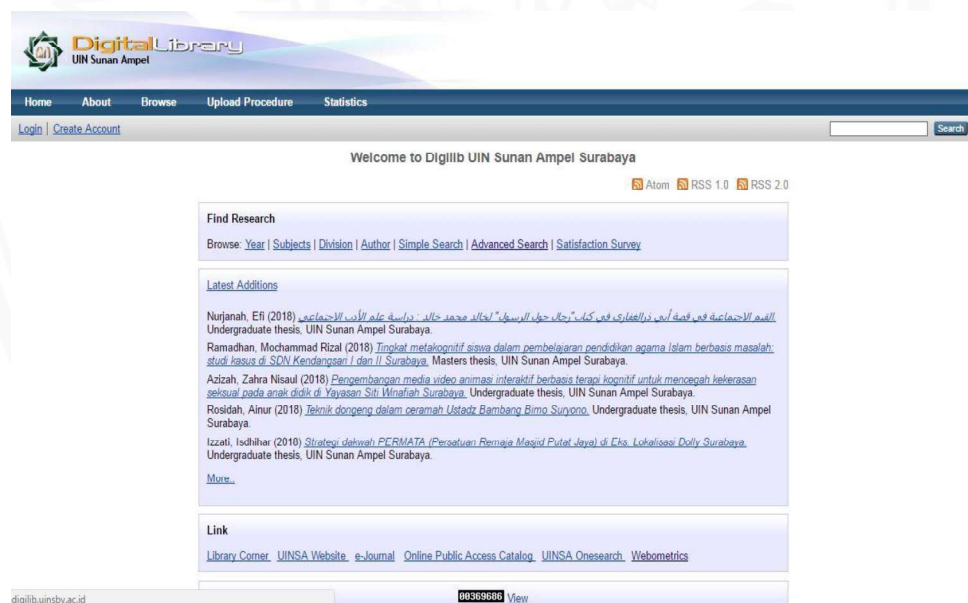 DigitalLibrary
UIN Sunan Ampel
Home About Browse Upload Procedure Statistics
Login | Create Account Search
Welcome to Digilib UIN Sunan Ampel Surabaya
Atom RSS 1.0 RSS 2.0
Find Research
Browse: Year | Subjects | Division | Author | Simple Search | Advanced Search | Satisfaction Survey
Latest Additions
Nurjanah, Efi (2018) القيم الاجتماعية في قصة أبي ذرالغفاري في كتاب "رجال حول الرسول" لخالد محمد خالد : دراسة علم الأدب الاجتماعي.
Undergraduate thesis, UIN Sunan Ampel Surabaya.
Ramadhan, Mochammad Rizal (2018) Tingkat metakognitif siswa dalam pembelajaran pendidikan agama Islam berbasis masalah:
studi kasus di SDN Kendangsari I dan II Surabaya. Masters thesis, UIN Sunan Ampel Surabaya.
Azizah, Zahra Nisaul (2018) Pengembangan media video animasi interaktif berbasis terapi kognitif untuk mencegah kekerasan
seksual pada anak didik di Yayasan Siti Winafiah Surabaya. Undergraduate thesis, UIN Sunan Ampel Surabaya.
Rosidah, Ainur (2018) Teknik dongeng dalam ceramah Ustadz Bambang Bimo Suryono. Undergraduate thesis, UIN Sunan Ampel
Surabaya.
Izzati, Isdhihar (2018) Strategi dakwah PERMATA (Persatuan Remaja Masjid Putat Jaya) di Eks. Lokalisasi Dolly Surabaya.
Undergraduate thesis, UIN Sunan Ampel Surabaya.
More..
Link
Library Corner UINSA Website e-Journal Online Public Access Catalog UINSA Onesearch Webometrics
00369686 View
digilib.uinsby.ac.id